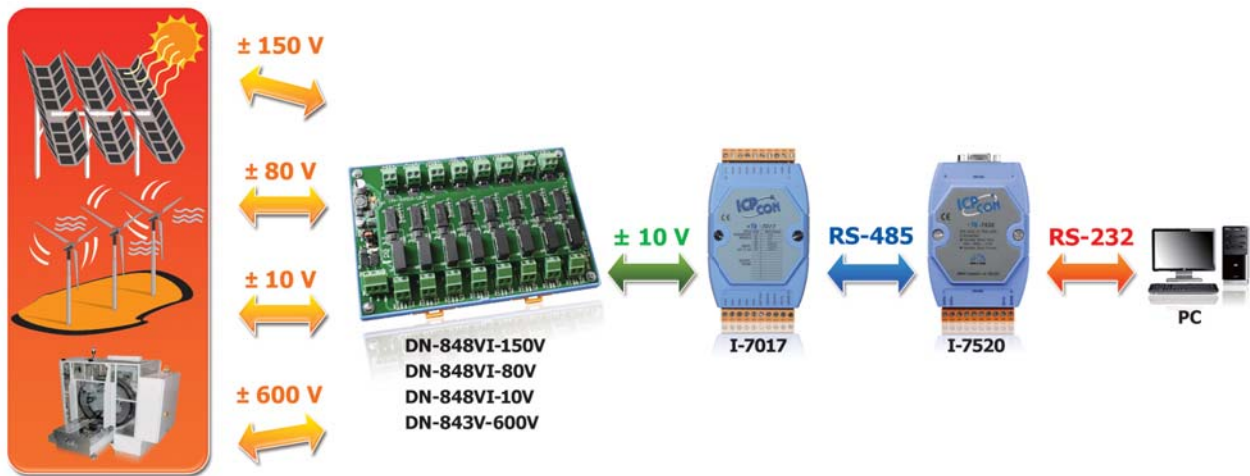 ± 150 V
± 80 V
± 10 V
± 600 V
DN-848VI-150V
DN-848VI-80V
DN-848VI-10V
DN-843V-600V
± 10 V
ICP CON
I-7017
RS-485
ICP CON
I-7520
RS-232
PC